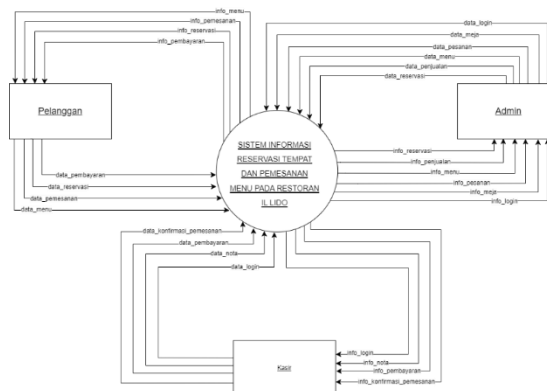 info_menu
info_pemesanan
info_reservasi
info_pembayaran
Pelanggan
data_pembayaran
data_reservasi
data_pemesanan
data_menu
data_login
data_meja
data_pesanan
data_menu
data_penjualan
data_reservasi
Admin
info_reservasi
info_penjualan
info_menu
info_pesanan
info_meja
info_login
SISTEM INFORMASI
RESERVASI TEMPAT
DAN PEMESANAN
MENU PADA RESTORAN
IL LIDO
data_konfirmasi_pemesanan
data_pembayaran
data_nota
data_login
Kasir
info_login
info_nota
info_pembayaran
info_konfirmasi_pemesanan